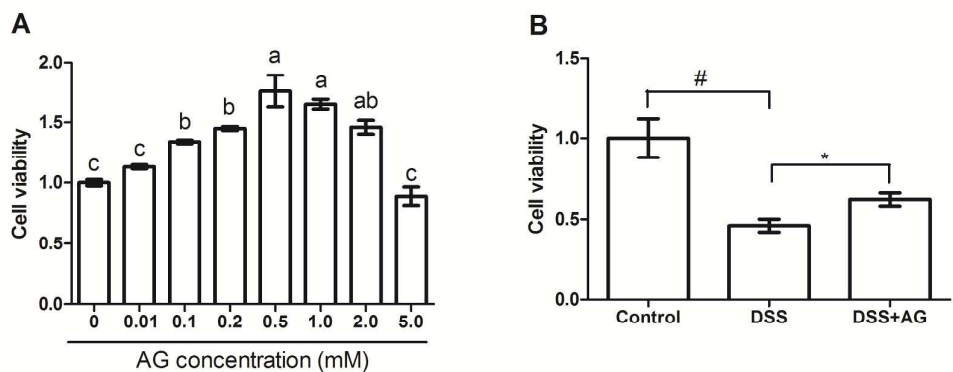 A
2.0
1.5
1.0
0.5
0.0
Cell viability
c c b b a a ab c
0 0.01 0.1 0.2 0.5 1.0 2.0 5.0
AG concentration (mM)
B
1.5
1.0
0.5
0.0
Cell viability
#
*
Control DSS DSS+AG